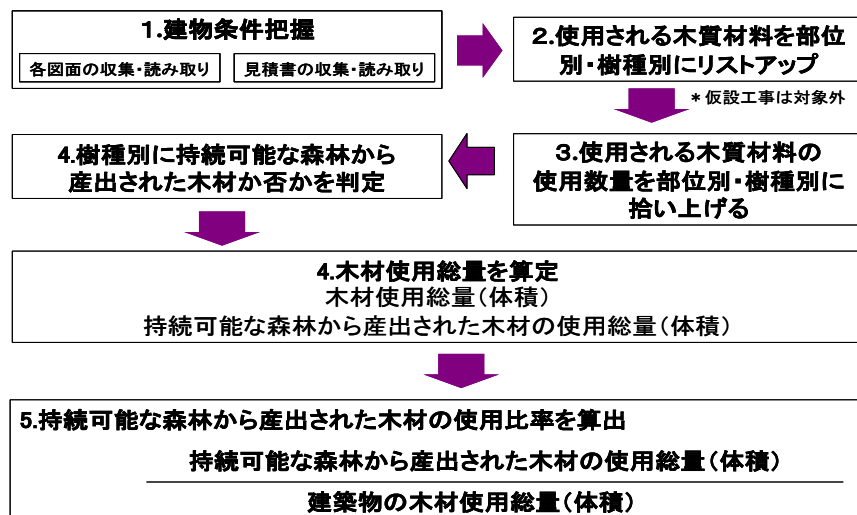 1.建物条件把握
各図面の収集・読み取り
見積書の収集・読み取り
2.使用される木質材料を部位
別・樹種別にリストアップ
*仮設工事は対象外
3.使用される木質材料の
使用数量を部位別・樹種別に
拾い上げる
4.樹種別に持続可能な森林から
産出された木材か否かを判定
4.木材使用総量を算定
木材使用総量(体積)
持続可能な森林から産出された木材の使用総量(体積)
5.持続可能な森林から産出された木材の使用比率を算出
持続可能な森林から産出された木材の使用総量(体積)
建築物の木材使用総量(体積)